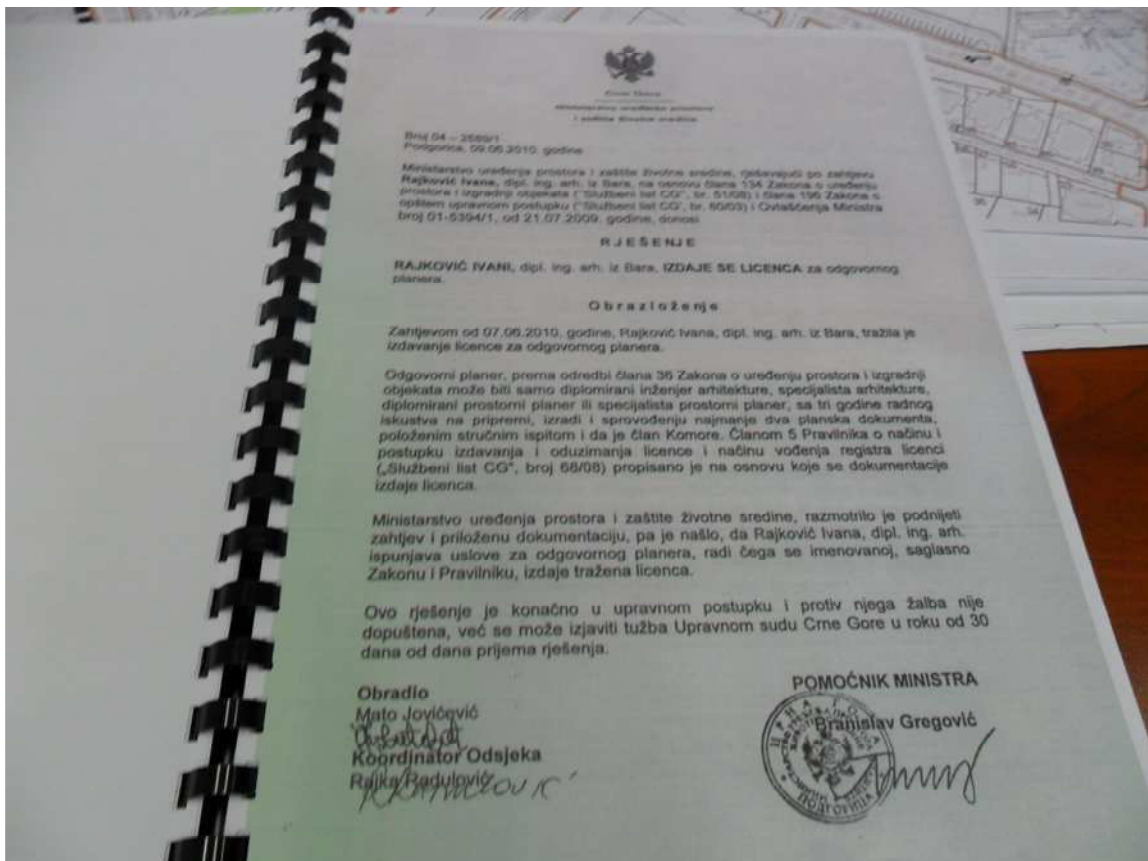 Crna Gora
Ministarstvo uređenja prostora
i zaštite životne sredine
Broj 04 – 2589/1
Podgorica, 09.06.2010. godine
Ministarstvo uređenja prostora i zaštite životne sredine, rješavajući po zahtjevu
Rajković Ivana, dipl. ing. arh. iz Bara, na osnovu člana 134 Zakona o uređenju
prostora i izgradnji objekata ("Službeni list CG", br. 51/08) i člana 196 Zakona o
opštem upravnom postupku ("Službeni list CG", br. 60/03) i Ovlašćenja Ministra
broj 01-5394/1, od 21.07.2009. godine, donosi
RJEŠENJE
RAJKOVIĆ IVANI, dipl. ing. arh. iz Bara, IZDAJE SE LICENCA za odgovornog
planera.
Obrazloženje
Zahtjevom od 07.06.2010. godine, Rajković Ivana, dipl. ing. arh. iz Bara, tražila je
izdavanje licence za odgovornog planera.
Odgovorni planer, prema odredbi člana 36 Zakona o uređenju prostora i izgradnji
objekata može biti samo diplomirani inženjer arhitekture, specijalista arhitekture,
diplomirani prostorni planer ili specijalista prostorni planer, sa tri godine radnog
iskustva na pripremi, izradi i sprovođenju najmanje dva planska dokumenta,
položenim stručnim ispitom i da je član Komore. Članom 5 Pravilnika o načinu i
postupku izdavanja i oduzimanja licence i načinu vođenja registra licenci
(„Službeni list CG", broj 68/08) propisano je na osnovu koje se dokumentacije
izdaje licenca.
Ministarstvo uređenja prostora i zaštite životne sredine, razmotrilo je podnijeti
zahtjev i priloženu dokumentaciju, pa je našlo, da Rajković Ivana, dipl. ing. arh.
ispunjava uslove za odgovornog planera, radi čega se imenovanoj, saglasno
Zakonu i Pravilniku, izdaje tražena licenca.
Ovo rješenje je konačno u upravnom postupku i protiv njega žalba nije
dopuštena, već se može izjaviti tužba Upravnom sudu Crne Gore u roku od 30
dana od dana prijema rješenja.
Obradio
Mato Jovićević
Koordinator Odsjeka
Rajka Radulović
POMOĆNIK MINISTRA
Branislav Gregović
ЦРНА ГОРА
ПОДГОРИЦА